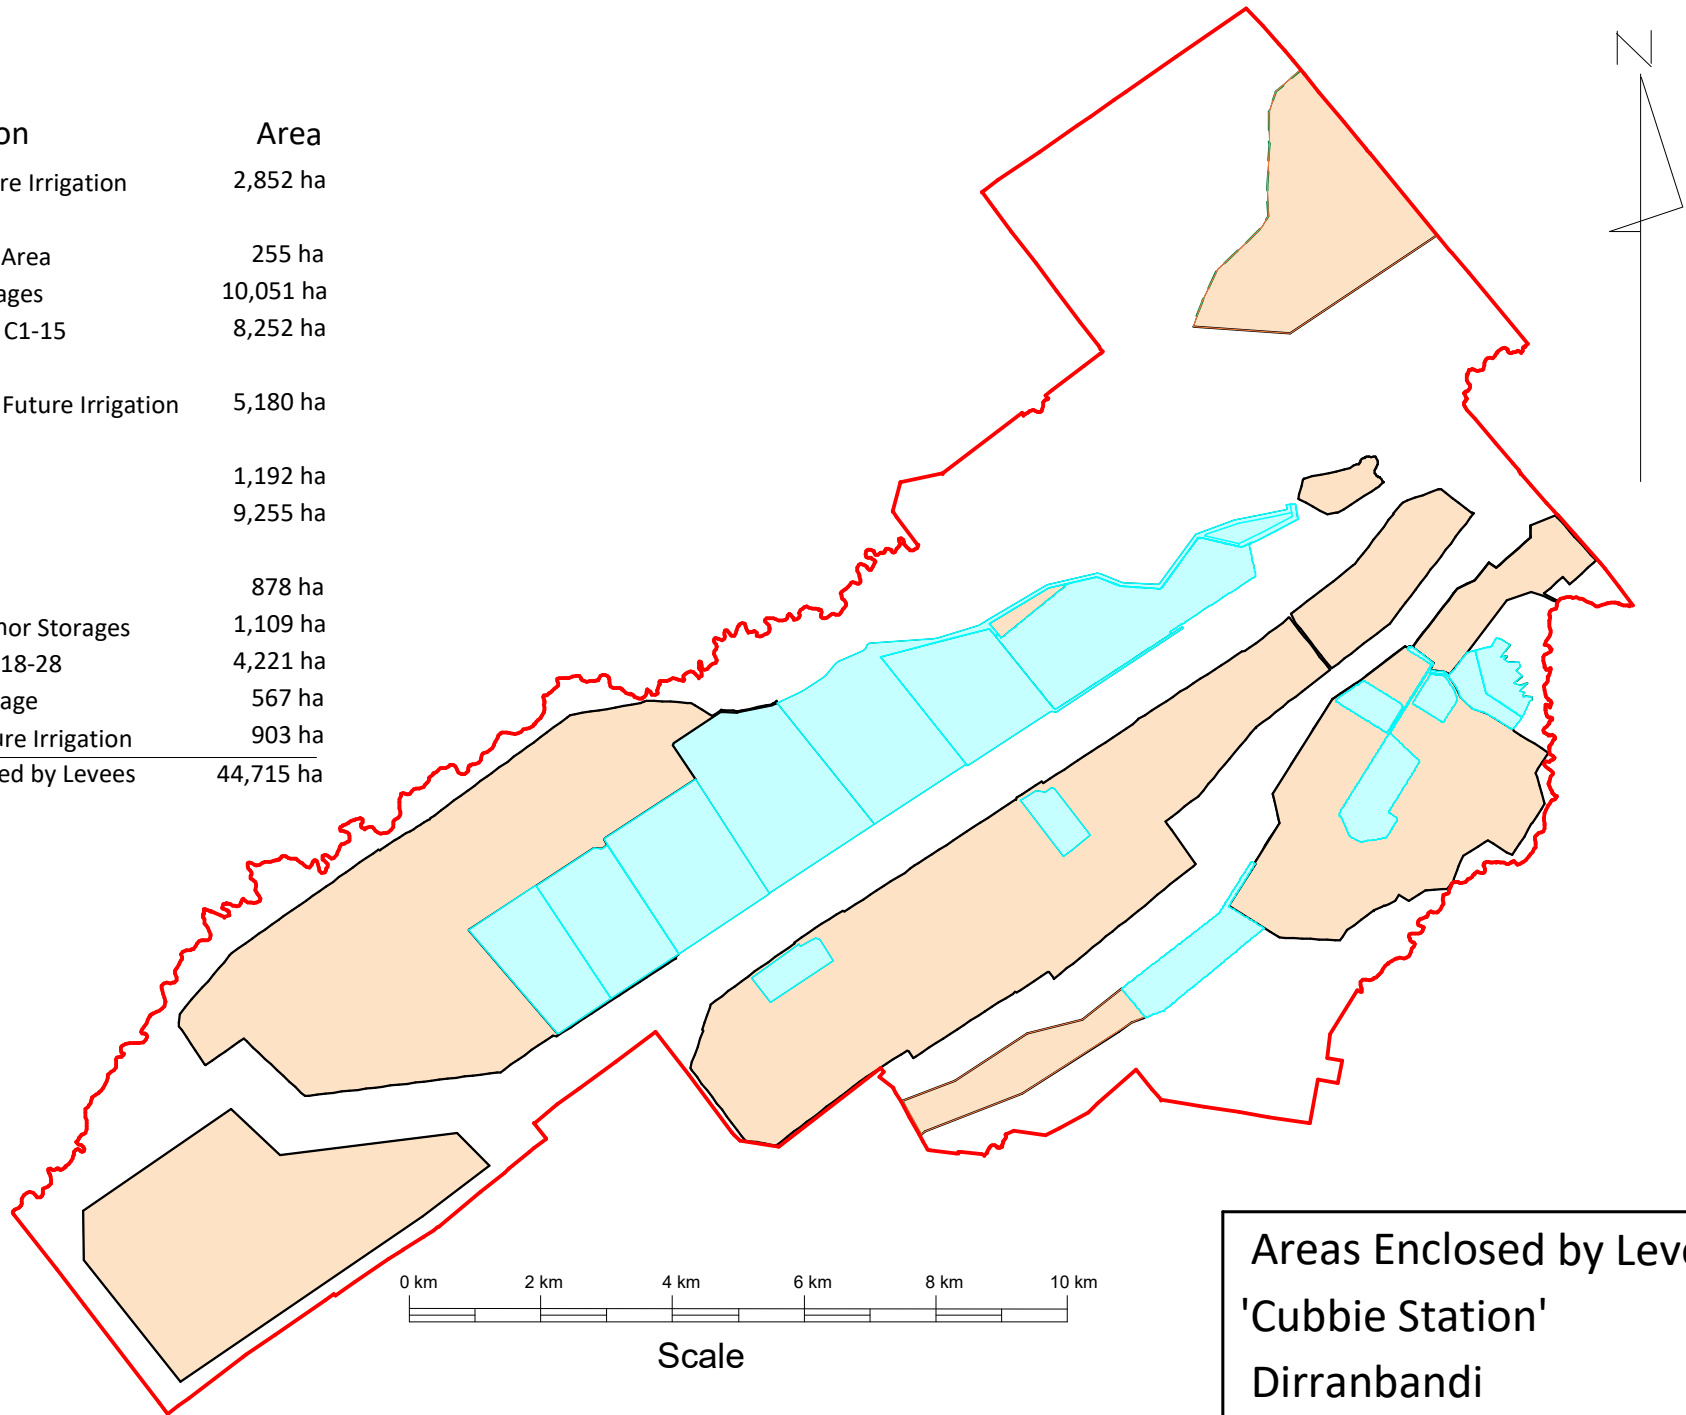 N
on Area
re Irrigation 2,852 ha
Area 255 ha
ages 10,051 ha
C1-15 8,252 ha
Future Irrigation 5,180 ha
1,192 ha
9,255 ha
878 ha
nor Storages 1,109 ha
18-28 4,221 ha
age 567 ha
ure Irrigation 903 ha
ed by Levees 44,715 ha
0 km 2 km 4 km 6 km 8 km 10 km
Scale
Areas Enclosed by Leve
'Cubbie Station'
Dirranbandi